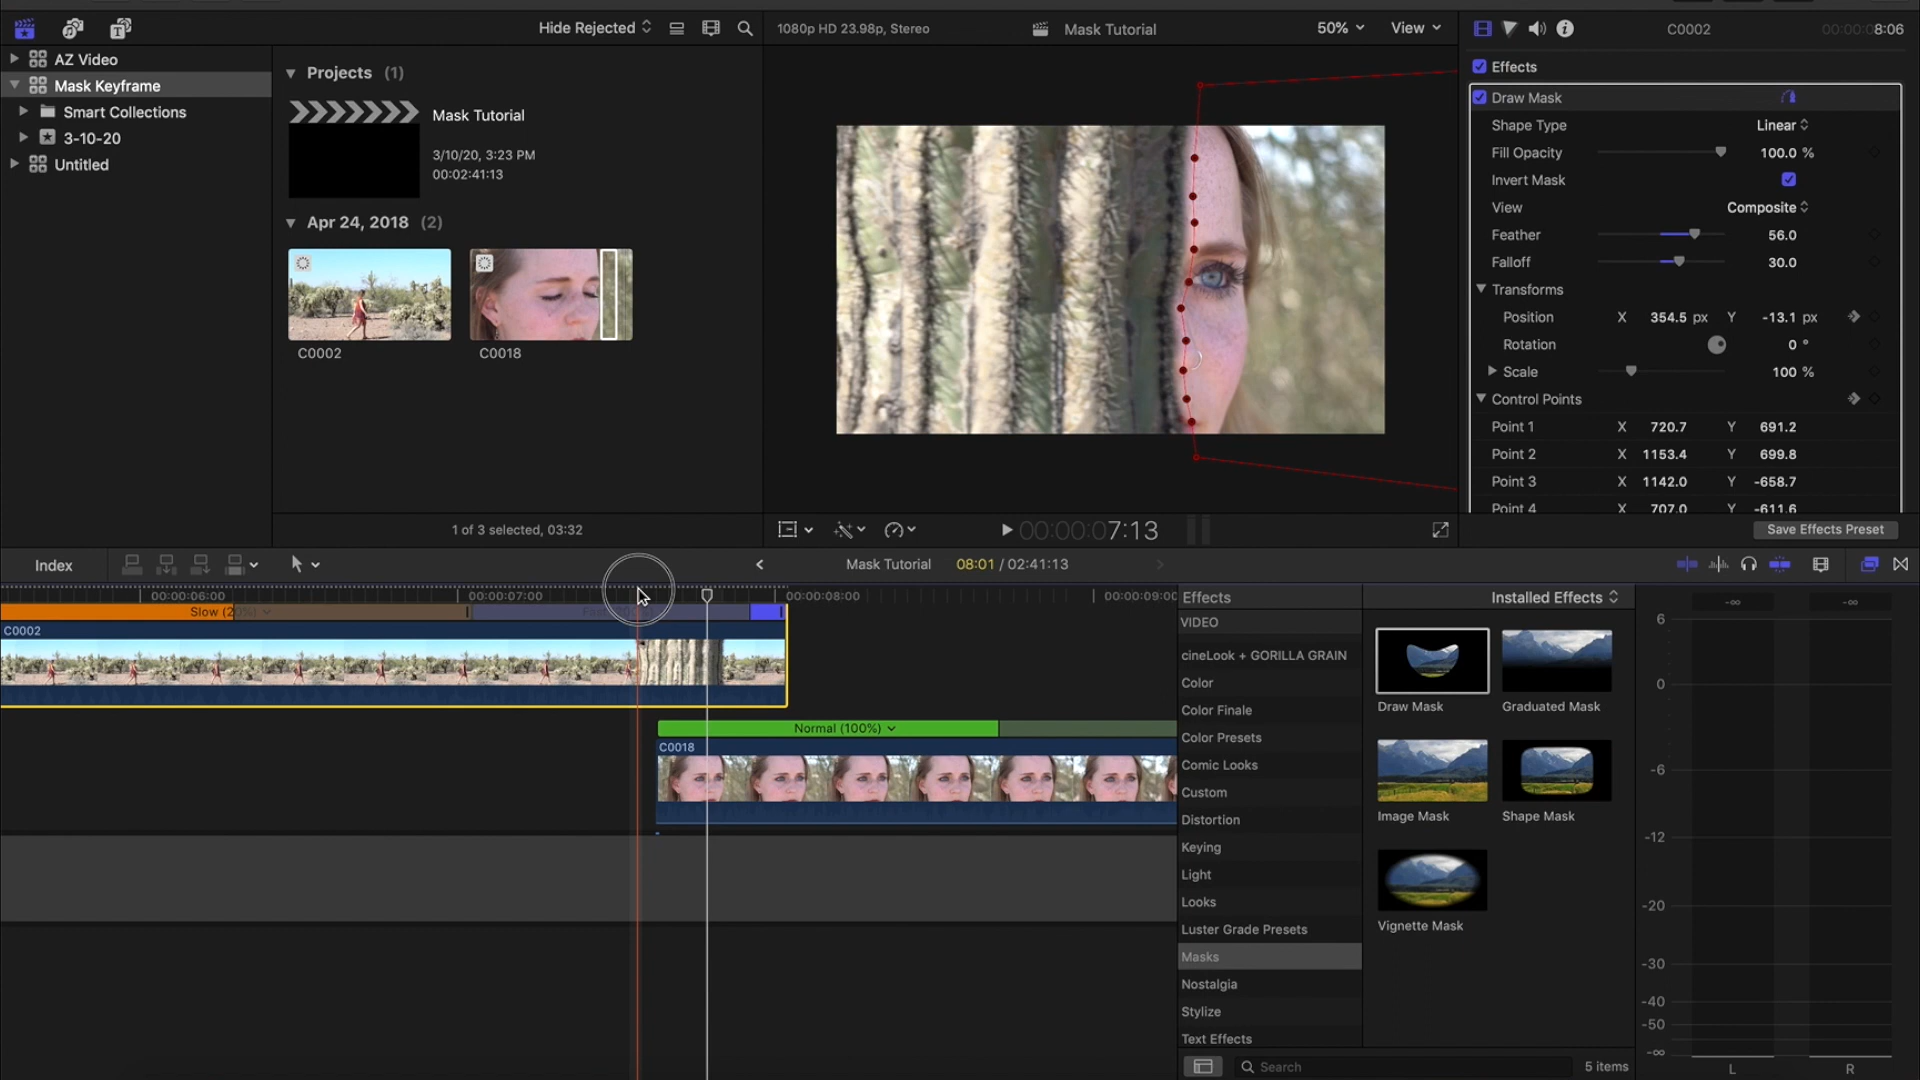 Hide Rejected
1080p HD 23.98p, Stereo
Mask Tutorial
50%
View
C0002
8:06
AZ Video
Mask Keyframe
Smart Collections
3-10-20
Untitled
Projects (1)
Mask Tutorial
3/10/20, 3:23 PM
00:02:41:13
Apr 24, 2018 (2)
C0002
C0018
1 of 3 selected, 03:32
00:00:07:13
Effects
Draw Mask
Shape Type Linear
Fill Opacity 100.0 %
Invert Mask
View Composite
Feather 56.0
Falloff 30.0
Transforms
Position X 354.5 px Y -13.1 px
Rotation 0 °
Scale 100 %
Control Points
Point 1 X 720.7 Y 691.2
Point 2 X 1153.4 Y 699.8
Point 3 X 1142.0 Y -658.7
Point 4 X 707.0 Y -611.6
Save Effects Preset
Index
Mask Tutorial 08:01 / 02:41:13
00:00:06:00
00:00:07:00
00:00:08:00
00:00:09:00
Slow (20%)
C0002
Normal (100%)
C0018
Effects
Installed Effects
VIDEO
cineLook + GORILLA GRAIN
Color
Color Finale
Color Presets
Comic Looks
Custom
Distortion
Keying
Light
Looks
Luster Grade Presets
Masks
Nostalgia
Stylize
Text Effects
Draw Mask
Graduated Mask
Image Mask
Shape Mask
Vignette Mask
Search
5 items
-∞ -∞
6
0
-6
-12
-20
-30
-40
-50
-∞
L R